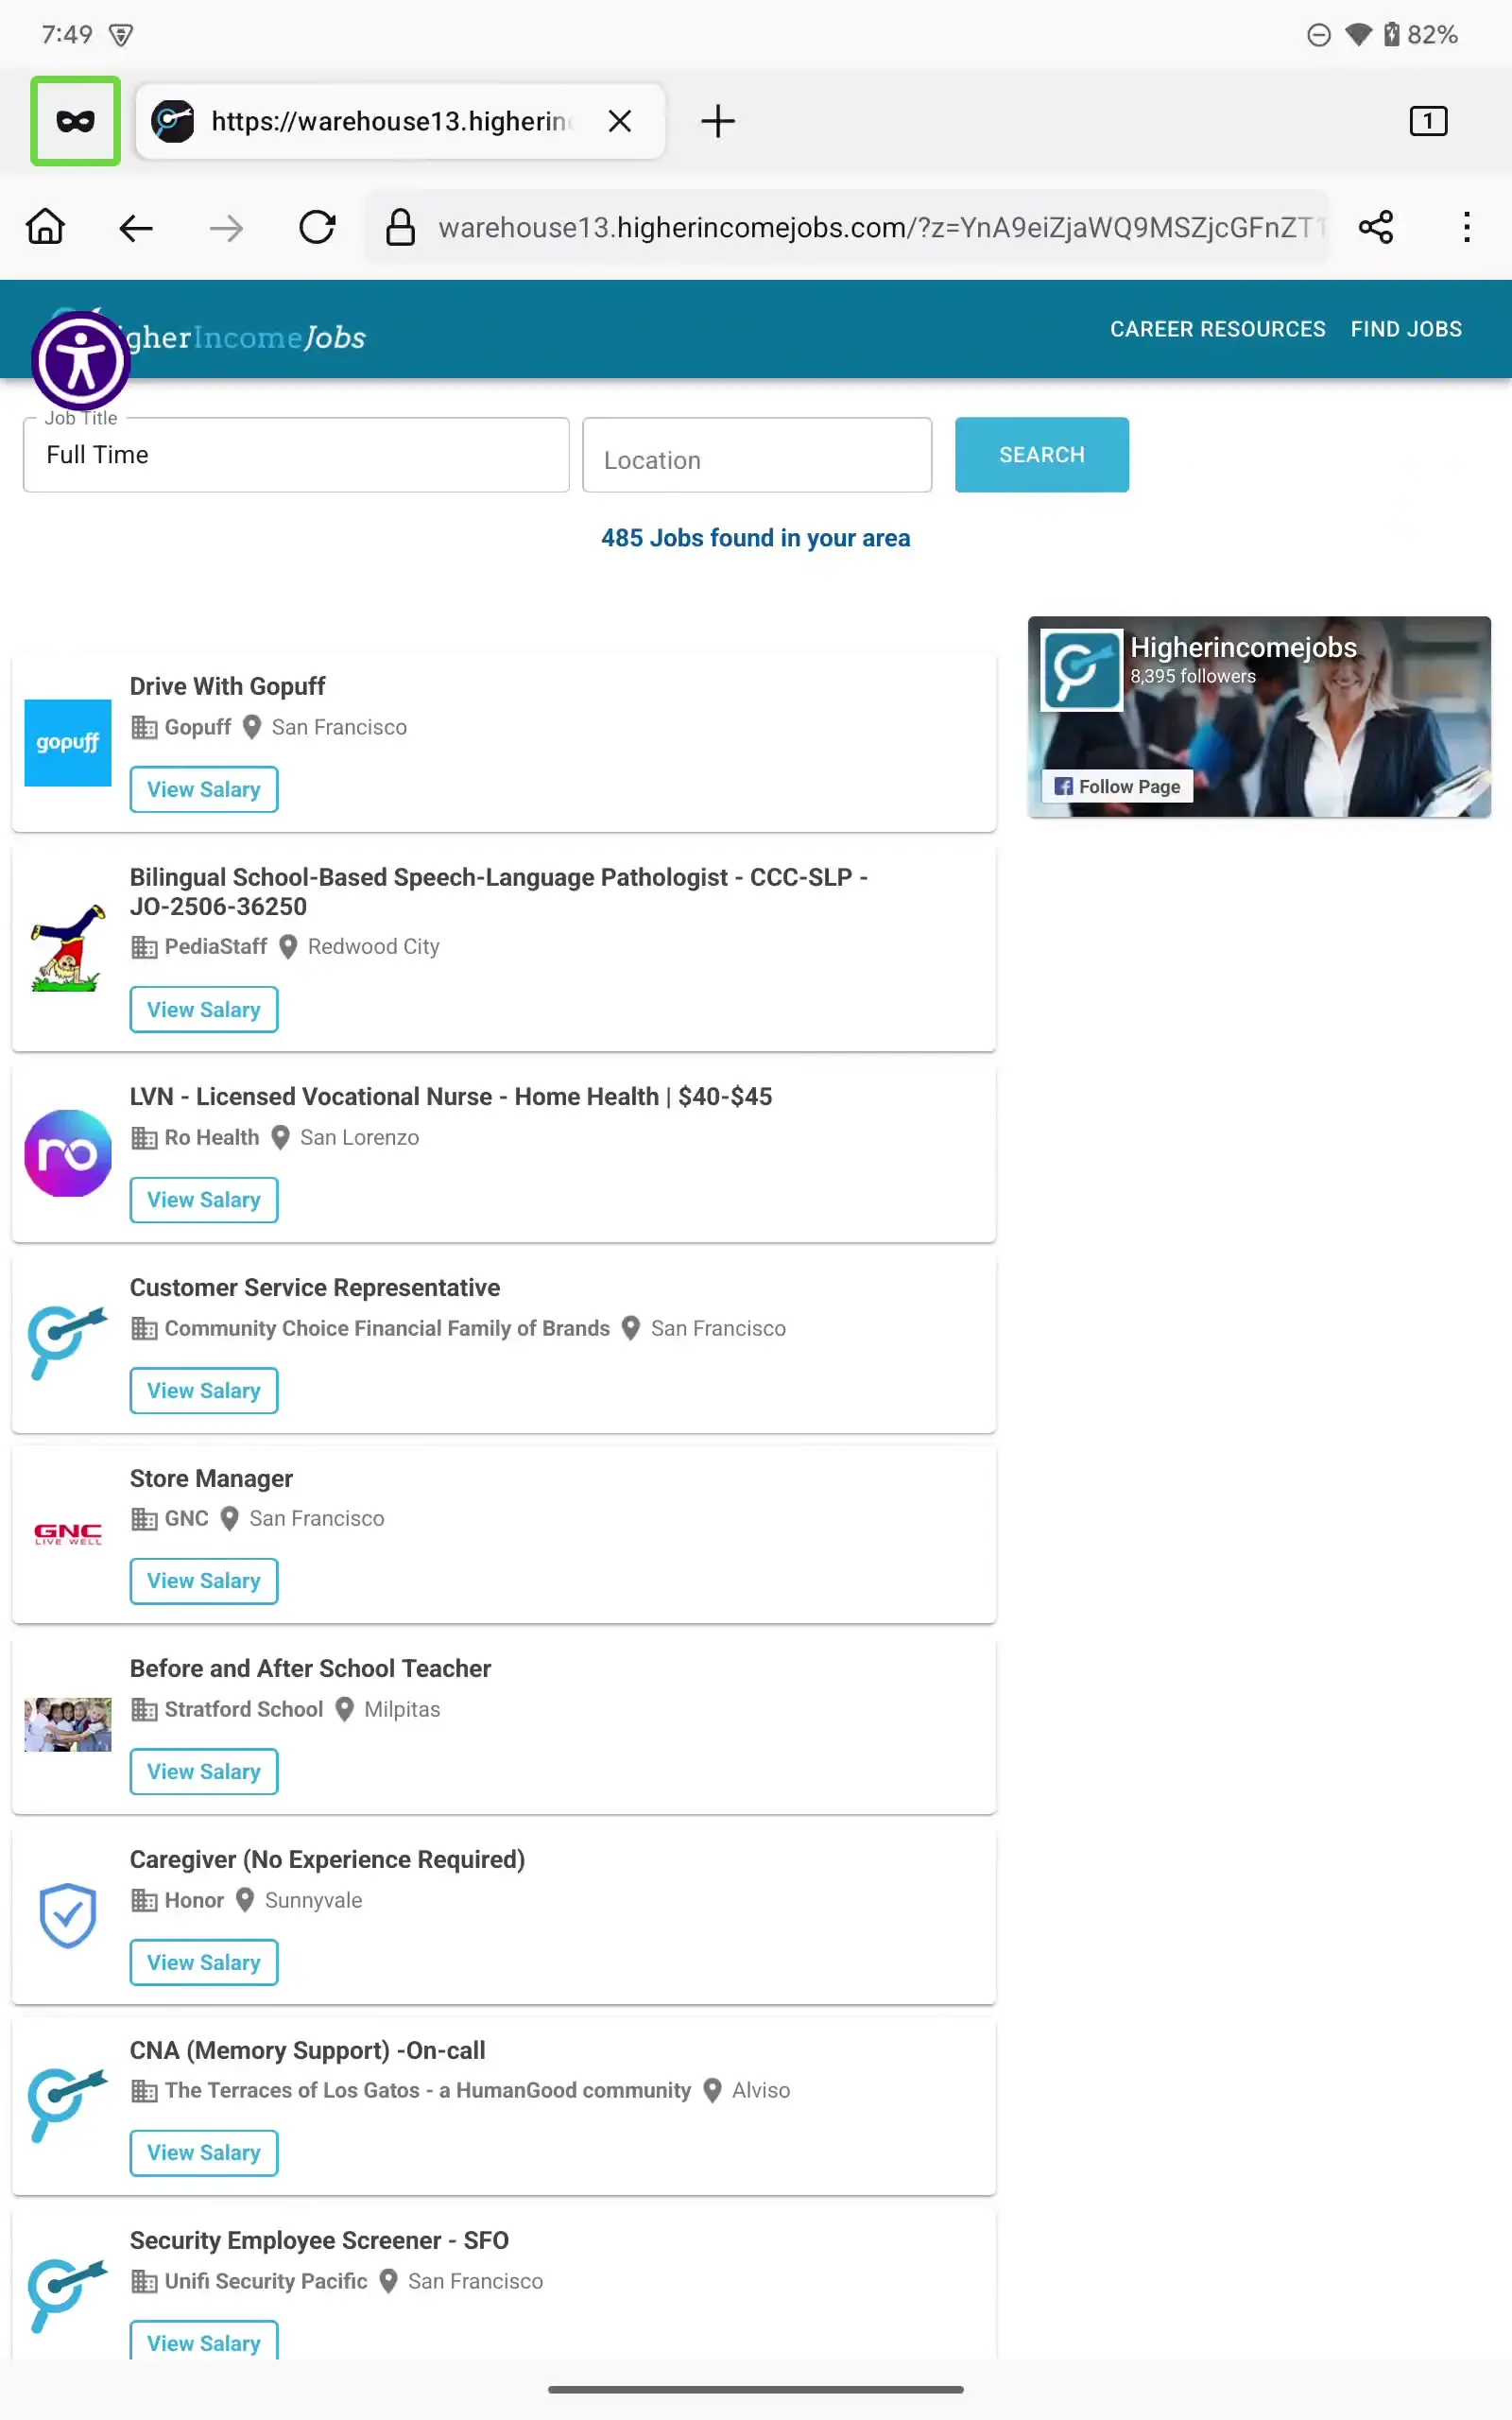 7:49
82%
https://warehouse13.higherin
1
warehouse13.higherincomejobs.com/?z=YnA9eiZjaWQ9MSZjcGFnZT1
gherIncomeJobs
CAREER RESOURCES
FIND JOBS
Job Title
Full Time
Location
SEARCH
485 Jobs found in your area
Higherincomejobs
8,395 followers
Follow Page
gopuff
Drive With Gopuff
Gopuff San Francisco
View Salary
Bilingual School-Based Speech-Language Pathologist - CCC-SLP -
JO-2506-36250
PediaStaff Redwood City
View Salary
ro
LVN - Licensed Vocational Nurse - Home Health | $40-$45
Ro Health San Lorenzo
View Salary
Customer Service Representative
Community Choice Financial Family of Brands San Francisco
View Salary
GNC
LIVE WELL
Store Manager
GNC San Francisco
View Salary
Before and After School Teacher
Stratford School Milpitas
View Salary
Caregiver (No Experience Required)
Honor Sunnyvale
View Salary
CNA (Memory Support) -On-call
The Terraces of Los Gatos - a HumanGood community Alviso
View Salary
Security Employee Screener - SFO
Unifi Security Pacific San Francisco
View Salary